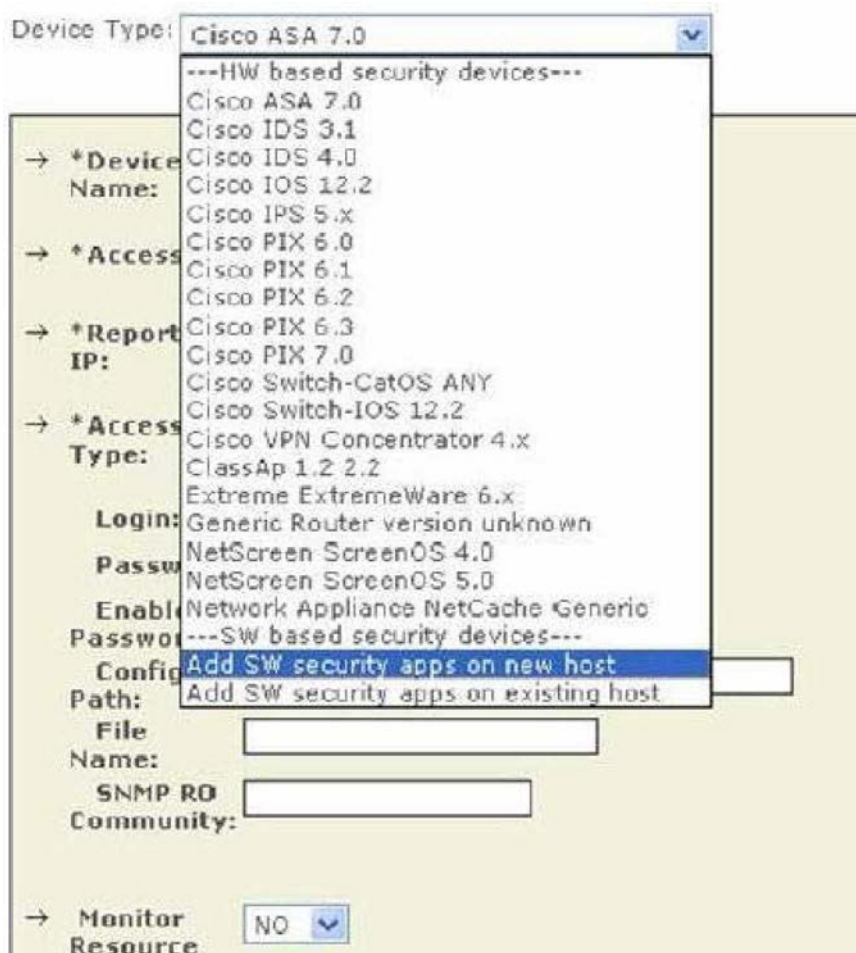 Device Type: Cisco ASA 7.0
---HW based security devices---
Cisco ASA 7.0
Cisco IDS 3.1
Cisco IDS 4.0
Cisco IOS 12.2
Cisco IPS 5.x
Cisco PIX 6.0
Cisco PIX 6.1
Cisco PIX 6.2
Cisco PIX 6.3
Cisco PIX 7.0
Cisco Switch-CatOS ANY
Cisco Switch-IOS 12.2
Cisco VPN Concentrator 4.x
ClassAp 1.2 2.2
Extreme ExtremeWare 6.x
Generic Router version unknown
NetScreen ScreenOS 4.0
NetScreen ScreenOS 5.0
Network Appliance NetCache Generic
---SW based security devices---
Add SW security apps on new host
Add SW security apps on existing host
→ *Device
Name:
→ *Access
→ *Report
IP:
→ *Access
Type:
Login:
Passw
Enable
Passwor
Config
Path:
File
Name:
SNMP RO
Community:
→ Monitor
Resource
NO